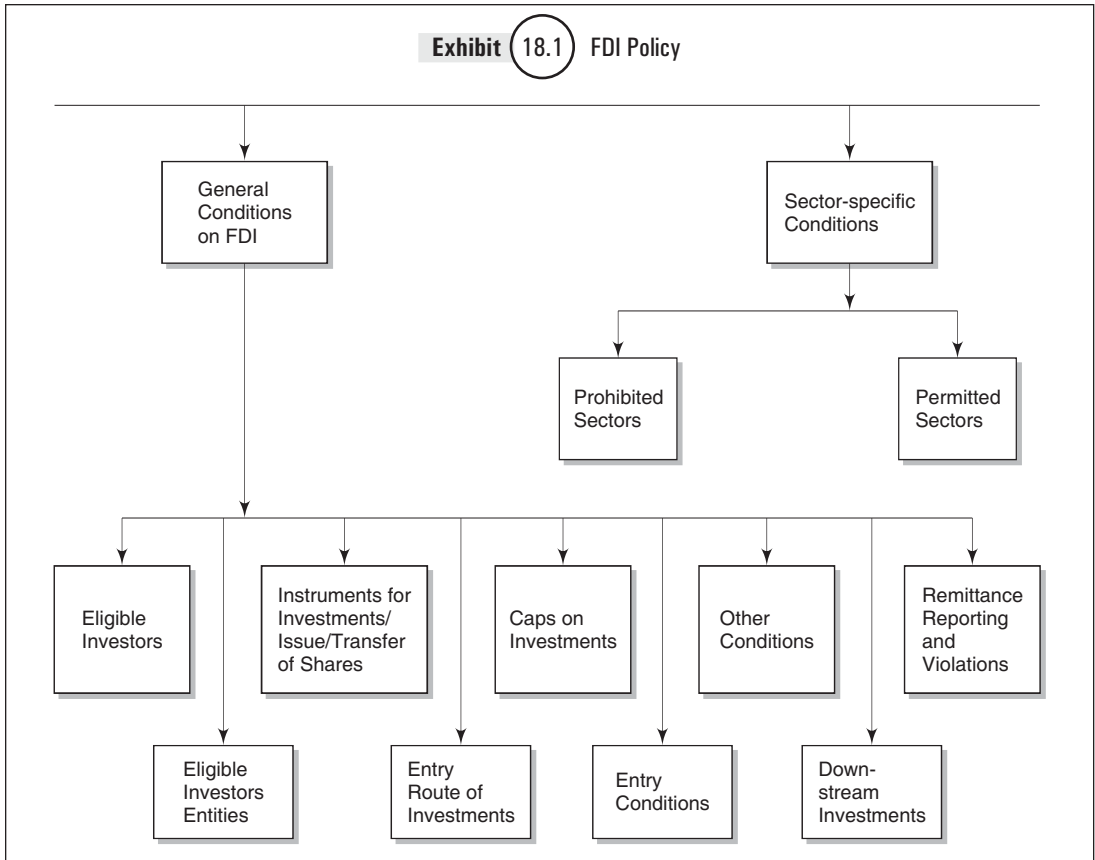 Exhibit 18.1 FDI Policy
General
Conditions
on FDI
Sector-specific
Conditions
Prohibited
Sectors
Permitted
Sectors
Eligible
Investors
Instruments for
Investments/
Issue/Transfer
of Shares
Caps on
Investments
Other
Conditions
Remittance
Reporting
and
Violations
Eligible
Investors
Entities
Entry
Route of
Investments
Entry
Conditions
Down-
stream
Investments